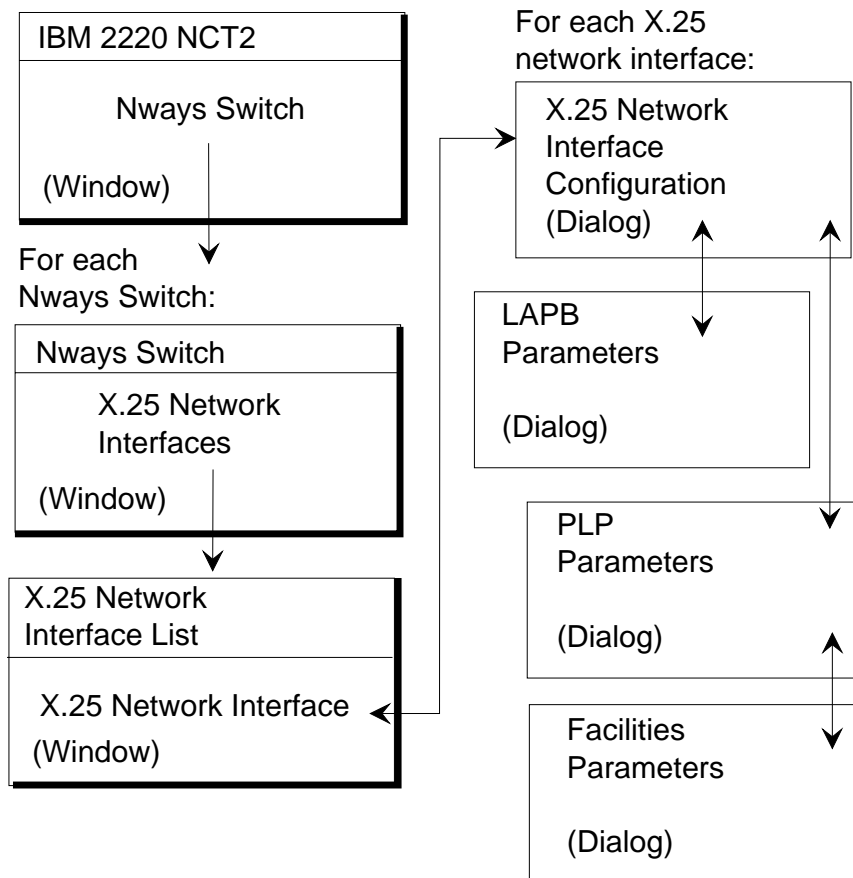 IBM 2220 NCT2
Nways Switch
(Window)
For each
Nways Switch:
Nways Switch
X.25 Network
Interfaces
(Window)
X.25 Network
Interface List
X.25 Network Interface
(Window)
For each X.25
network interface:
X.25 Network
Interface
Configuration
(Dialog)
LAPB
Parameters
(Dialog)
PLP
Parameters
(Dialog)
Facilities
Parameters
(Dialog)